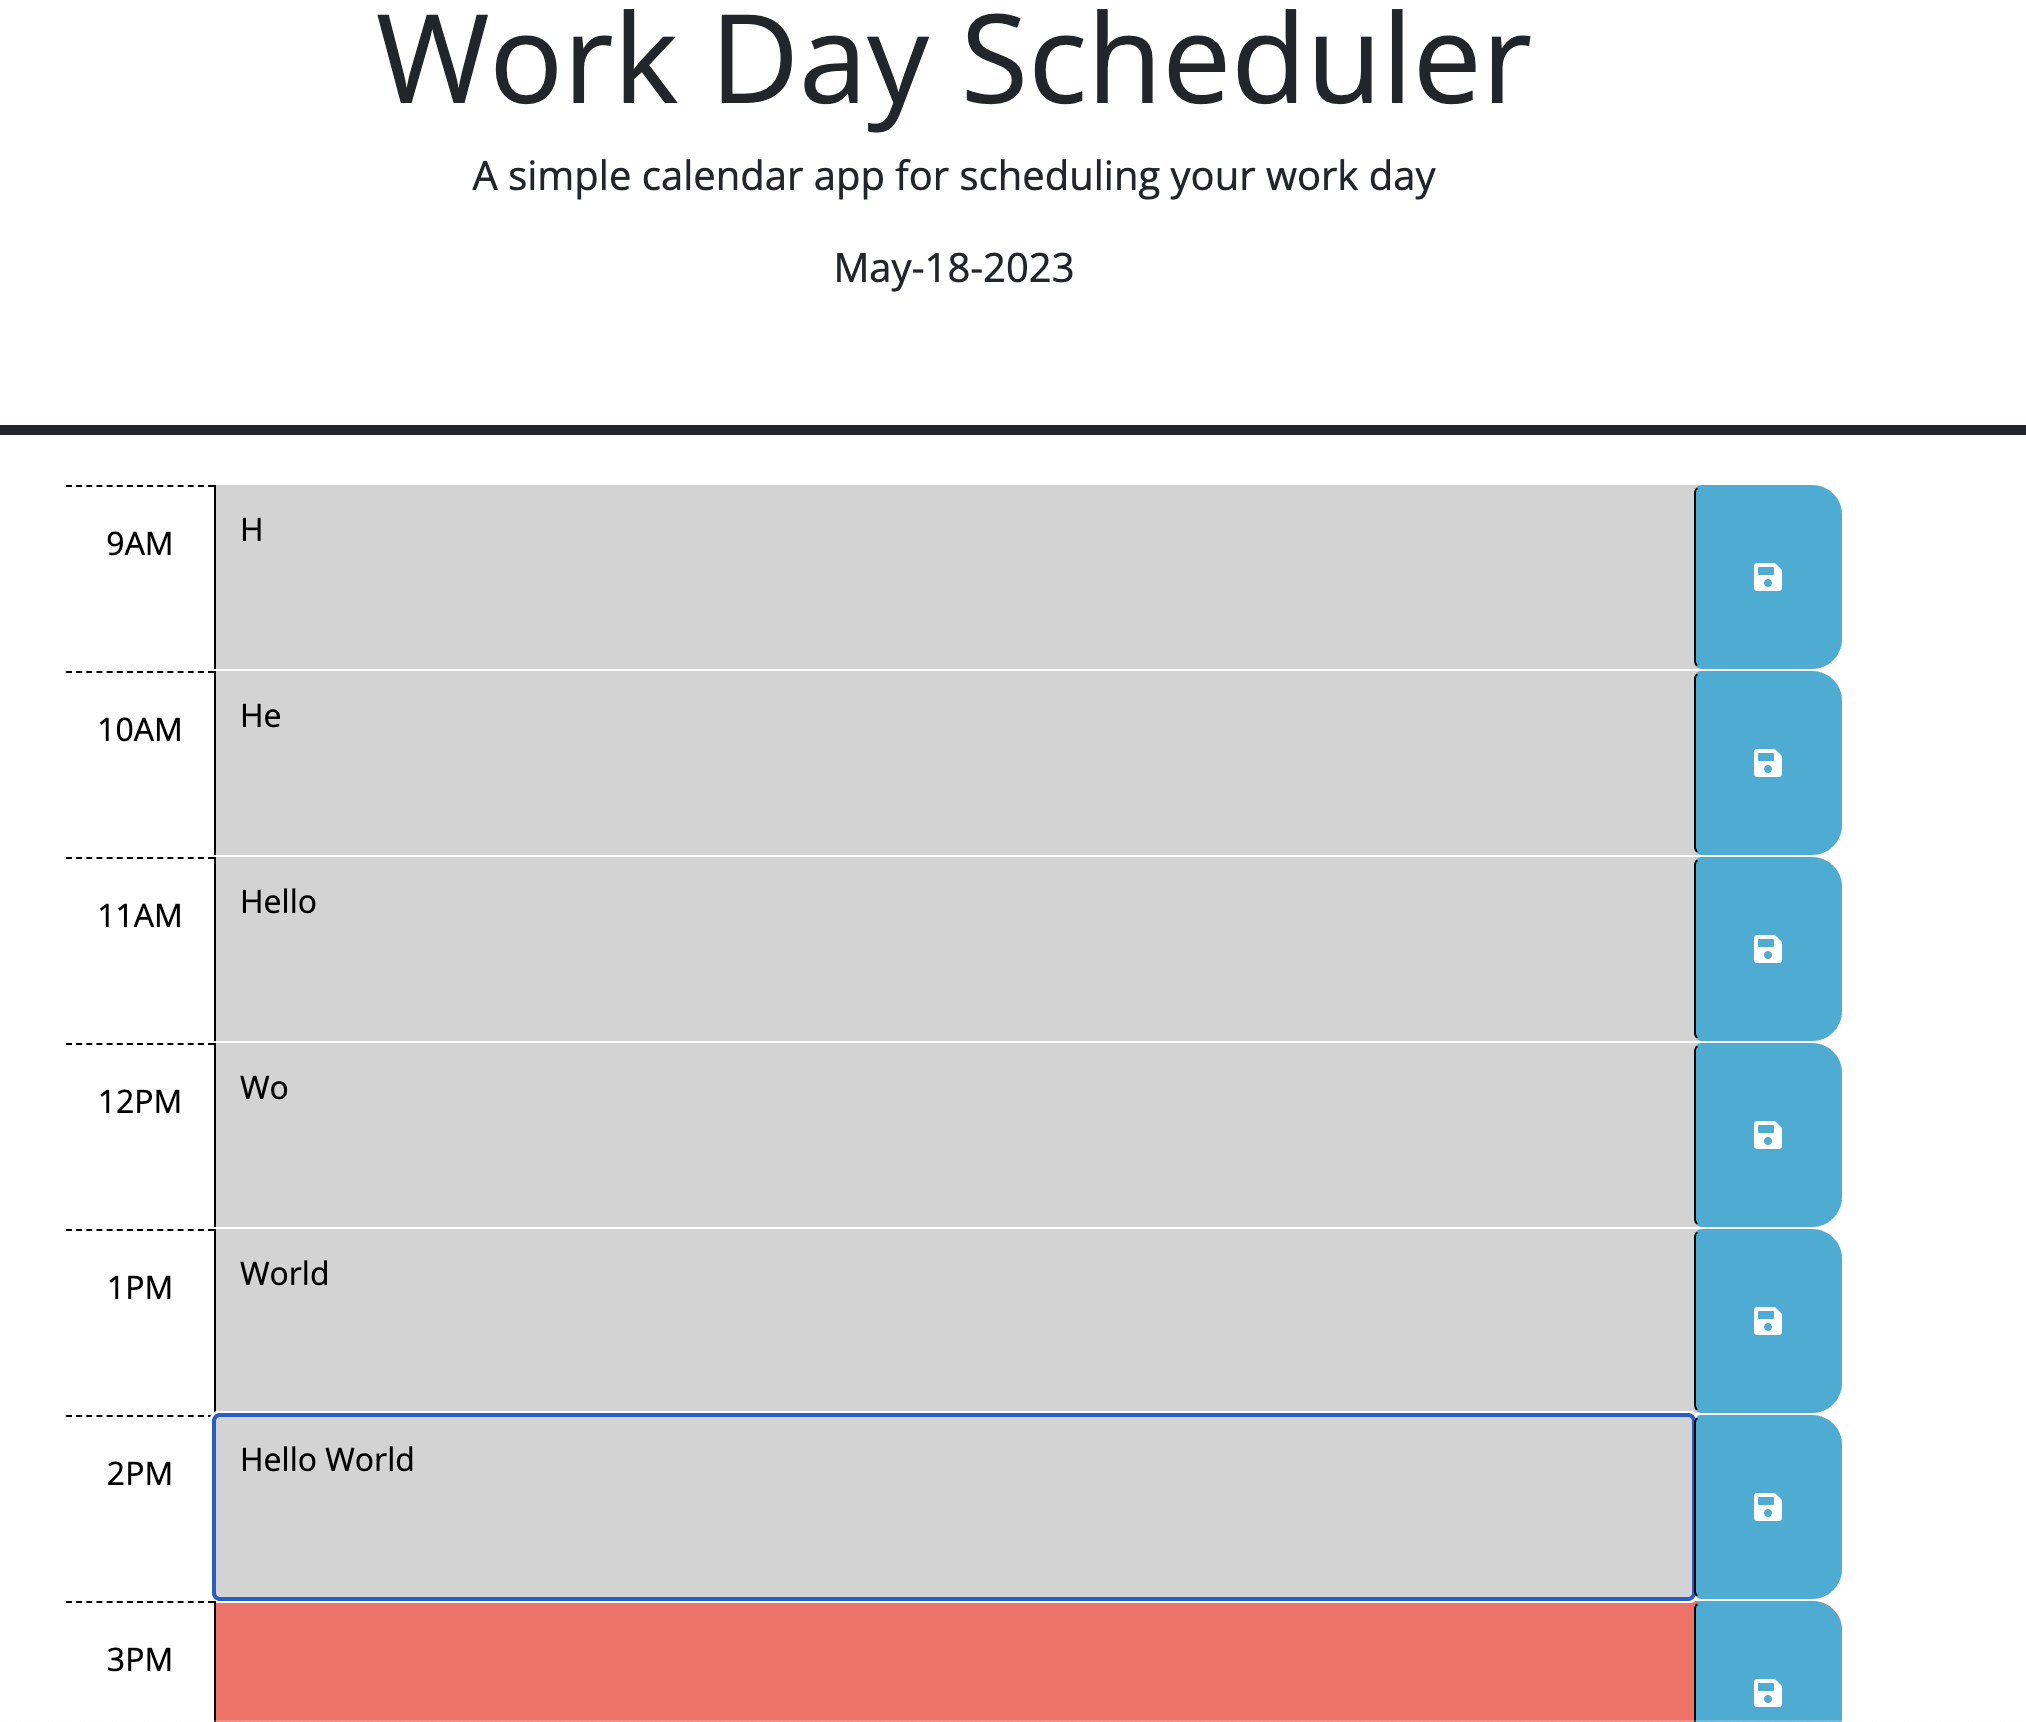 Work Day Scheduler
A simple calendar app for scheduling your work day
May-18-2023
9AM
H
10AM
He
11AM
Hello
12PM
Wo
1PM
World
2PM
Hello World
3PM